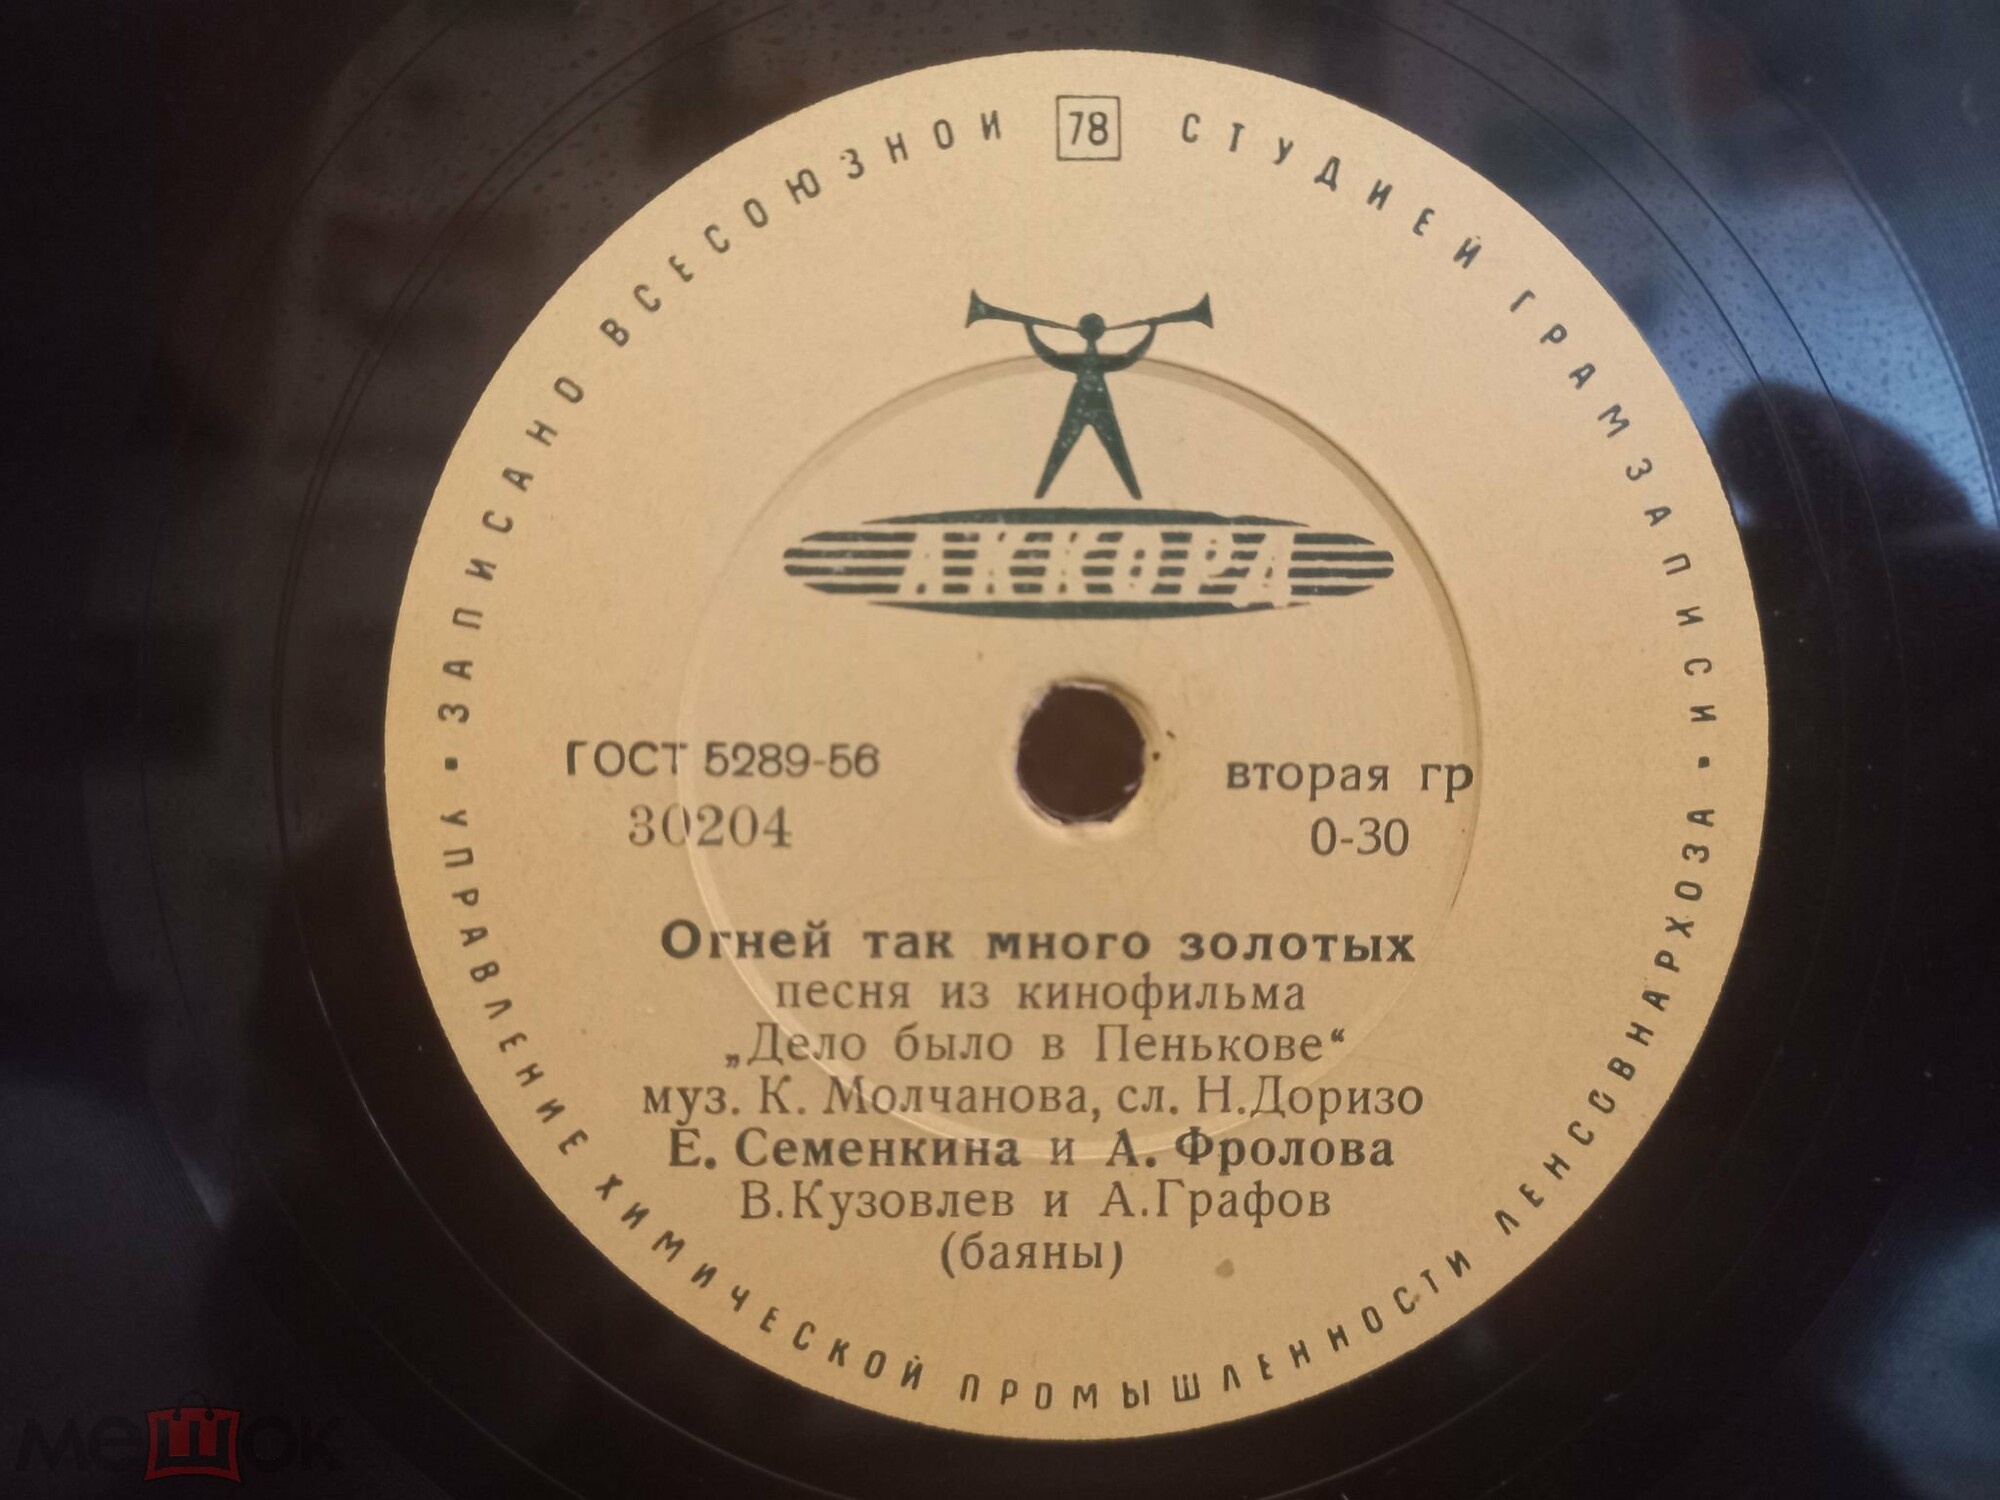 ЗАПИСАНО ВСЕСОЮЗНОЙ СТУДИЕЙ ГРАМЗАПИСИ
78
АККОРД
ГОСТ 5289-56
30204
вторая гр
0-30
Огней так много золотых
песня из кинофильма
„Дело было в Пенькове“
муз. К. Молчанова, сл. Н.Доризо
Е. Семенкина и А. Фролова
В.Кузовлев и А.Графов
(баяны)
УПРАВЛЕНИЕ ХИМИЧЕСКОЙ ПРОМЫШЛЕННОСТИ ЛЕНСОВНАРХОЗА
мешок